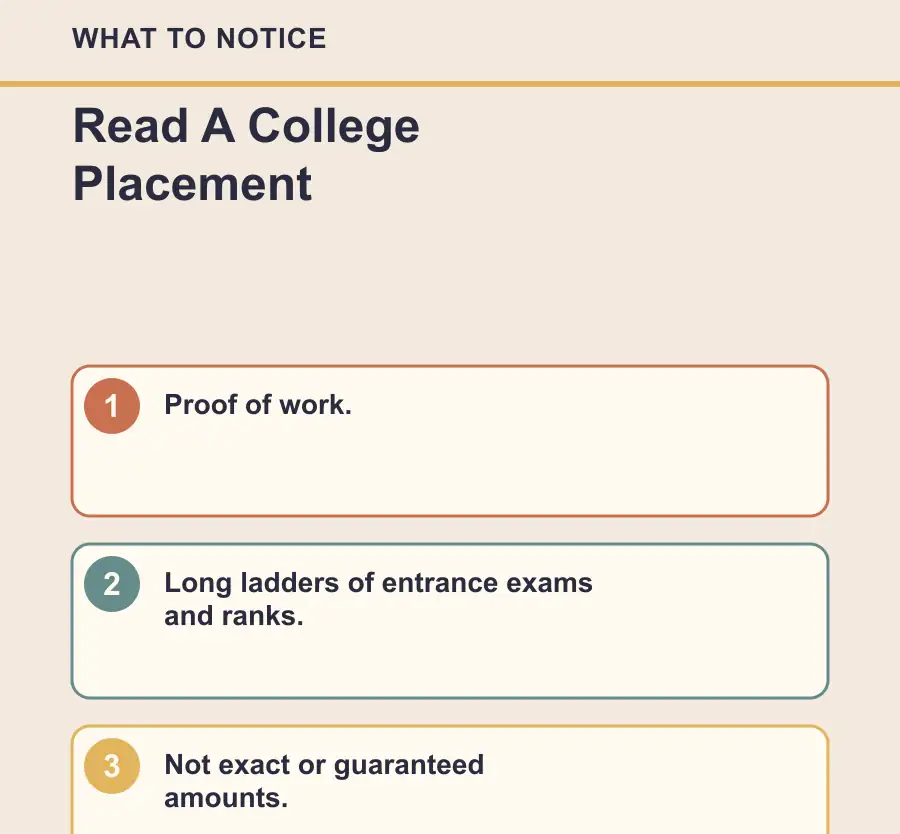 WHAT TO NOTICE
Read A College
Placement
1
Proof of work.
2
Long ladders of entrance exams
and ranks.
3
Not exact or guaranteed
amounts.